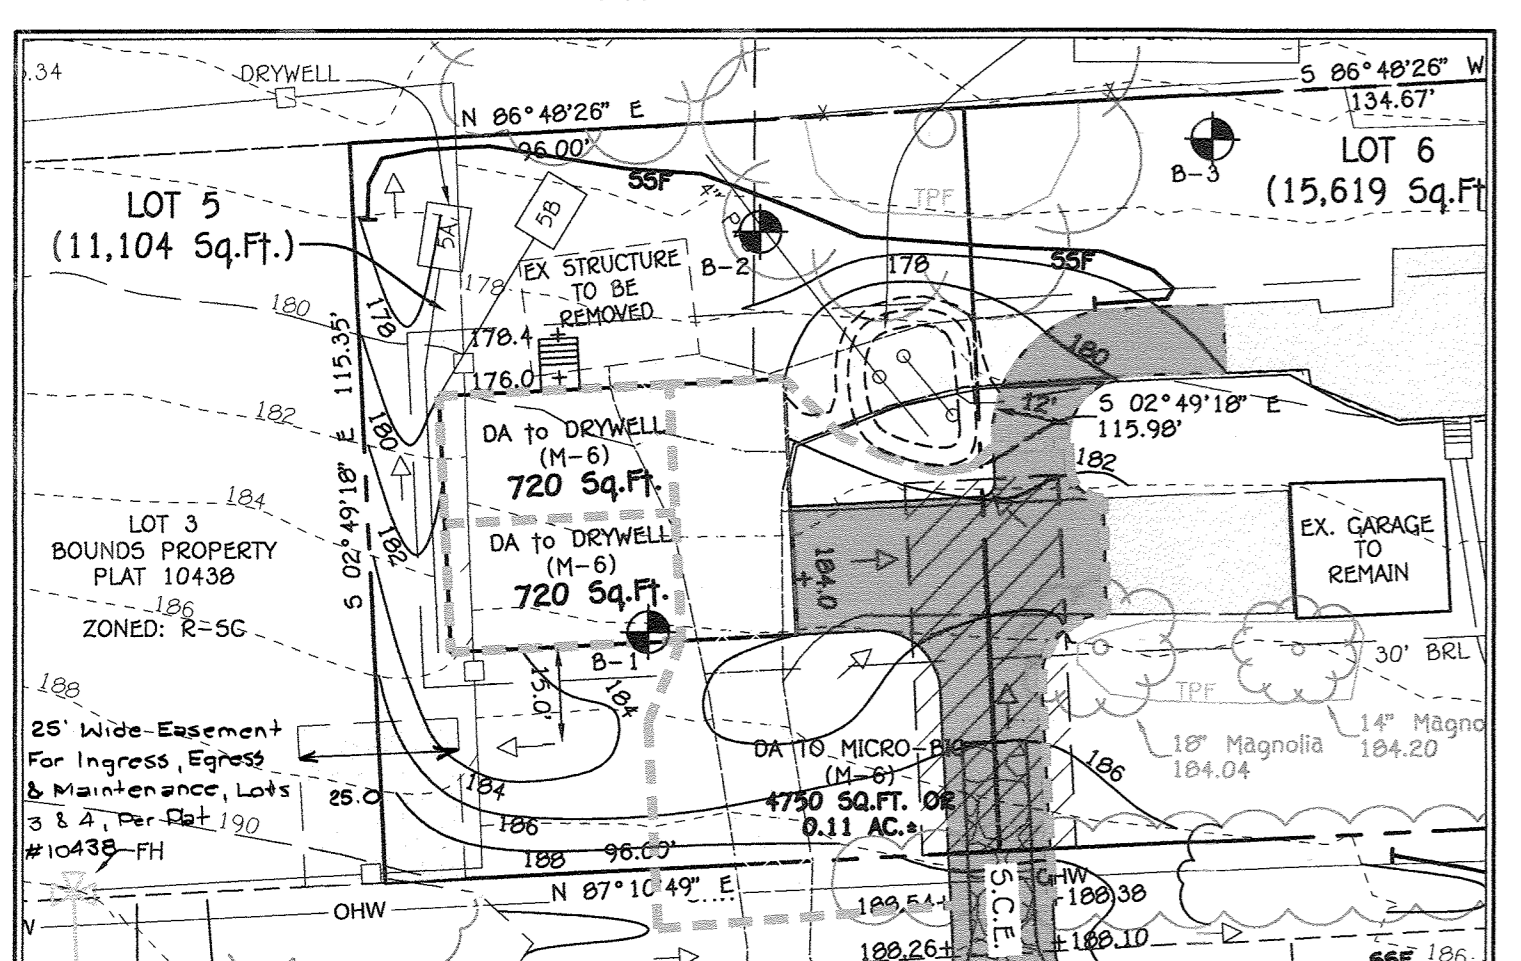 .34
DRYWELL
N 86°48'26" E
96.00'
S 86°48'26" W
134.67'
LOT 6
(15,619 Sq.Ft
B-3
TPF
LOT 5
(11,104 Sq.Ft.)
5A
5B
SSF
4"
B-2
178
SSF
EX STRUCTURE
TO BE
REMOVED
178
180
178
178.4
176.0
115.35'
180
12'
S 02°49'18" E
115.98'
182
180
182
DA to DRYWELL
(M-6)
720 Sq.Ft.
184
S 02°49'18" E
182
DA to DRYWELL
(M-6)
720 Sq.Ft.
184.0
EX. GARAGE
TO
REMAIN
LOT 3
BOUNDS PROPERTY
PLAT 10438
186
ZONED: R-SC
B-1
15.0'
184
30' BRL
TPF
188
25' Wide-Easement
For Ingress, Egress
& Maintenance, Lots
3 & 4, Per Plat
#10438
190
FH
25.0
184
186
188
96.00'
DA TO MICRO-BIO
(M-6)
4750 SQ.FT. OR
0.11 AC.±
186
18" Magnolia
184.04
14" Magno
184.20
N 87°10'49" E
OHW
OHW
S.C.E.
188.54+
188.38
188.26+
+188.10
SSF
186